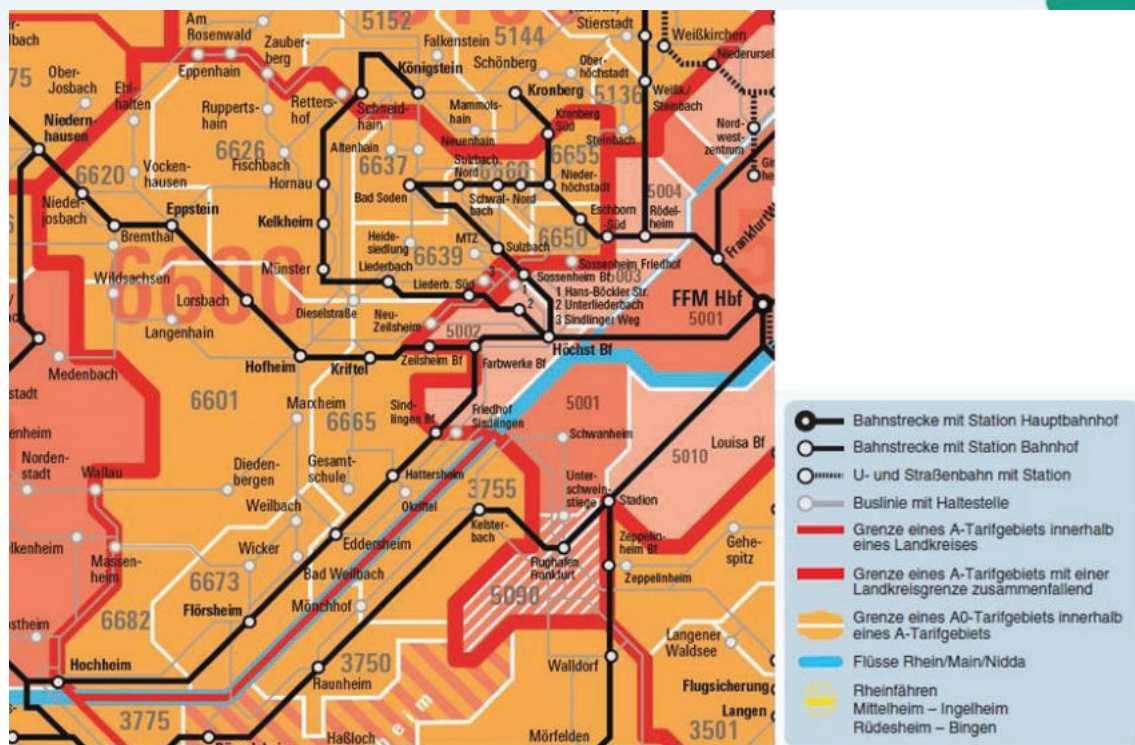 5152
5144
Am
Rosenwald
Zauber-
berg
Falkenstein
Stierstadt
Weißkirchen
Niederursel
Königstein
Schönberg
Ober-
höchstadt
Ober-
Josbach
Eppenhain
Ehl-
halten
Kronberg
5136
Weißk/
Steinbach
Nord-
west-
zentrum
Niedern-
hausen
Rupperts-
hain
Retters-
hof
Schneid-
hain
Mammols-
hain
Kronberg
Süd
Steinbach
6626
Fischbach
Altenhain
Neuenhain
6637
Sulzbach
Nord
6655
Nieder-
höchstadt
6620
Vocken-
hausen
Hornau
Bad Soden
Schwal-
bach
Nord
5004
Nieder-
josbach
Eppstein
Bremthal
Kelkheim
Eschborn
Süd
Rödel-
heim
Heide-
siedlung
MTZ
6639
Sulzbach
6650
6600
Münster
Liederbach
Sossenheim Friedhof
Sossenheim Bf
Wildsachsen
Lorsbach
Liederb. Süd
3
1
2
1 Hans-Böckler Str.
2 Unterliederbach
3 Sindlinger Weg
FFM Hbf
5001
Langenhain
Dieselstraße
Neu-
Zeilsheim
5002
Höchst Bf
Medenbach
Hofheim
Kriftel
Zeilsheim Bf
Farbwerke Bf
6601
Marxheim
6665
Sind-
lingen Bf
Friedhof
Sindlingen
5001
Schwanheim
5010
Louisa Bf
Norden-
stadt
Wallau
Dieden-
bergen
Gesamt-
schule
Hattersheim
Weilbach
Okriftel
3755
Unter-
schwein-
stiege
Stadion
Kelster-
bach
Massen-
heim
Wicker
Eddersheim
Zeppelin-
heim Bf
Gehe-
spitz
6673
Bad Weilbach
Flughafen
Frankfurt
Zeppelinheim
6682
Flörsheim
Mönchhof
5090
Hochheim
3750
Raunheim
Walldorf
Langener
Waldsee
Flugsicherung
Langen
3775
Haßloch
Mörfelden
3501
Bahnstrecke mit Station Hauptbahnhof
Bahnstrecke mit Station Bahnhof
U- und Straßenbahn mit Station
Buslinie mit Haltestelle
Grenze eines A-Tarifgebiets innerhalb
eines Landkreises
Grenze eines A-Tarifgebiets mit einer
Landkreisgrenze zusammenfallend
Grenze eines A0-Tarifgebiets innerhalb
eines A-Tarifgebiets
Flüsse Rhein/Main/Nidda
Rheinfähren
Mittelheim – Ingelheim
Rüdesheim – Bingen